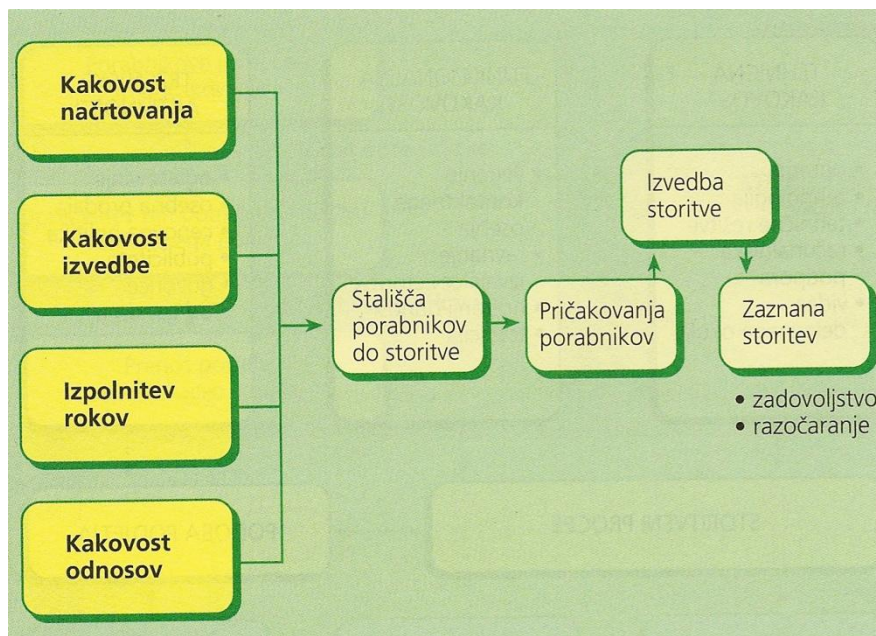 Kakovost
načrtovanja
Kakovost
izvedbe
Izpolnitev
rokov
Kakovost
odnosov
Stališča
porabnikov
do storitve
Pričakovanja
porabnikov
Izvedba
storitve
Zaznana
storitev
• zadovoljstvo
• razočaranje